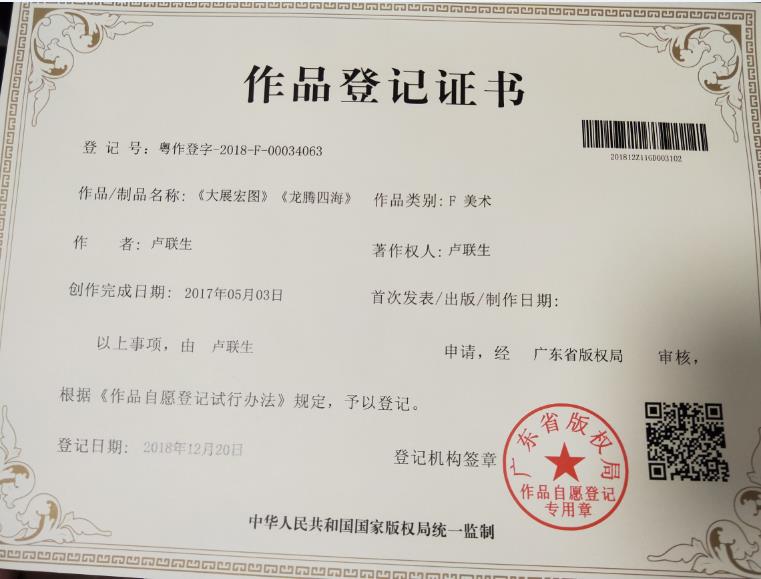 作品登记证书
登 记 号：粤作登字-2018-F-00034063
201812Z11GD003102
作品/制品名称：《大展宏图》《龙腾四海》 作品类别：F 美术
作 者：卢联生 著作权人：卢联生
创作完成日期：2017年05月03日 首次发表/出版/制作日期：
以上事项，由 卢联生 申请，经 广东省版权局 审核，
根据《作品自愿登记试行办法》规定，予以登记。
登记日期：2018年12月20日 登记机构签章
广东省版权局
作品自愿登记
专用章
中华人民共和国国家版权局统一监制